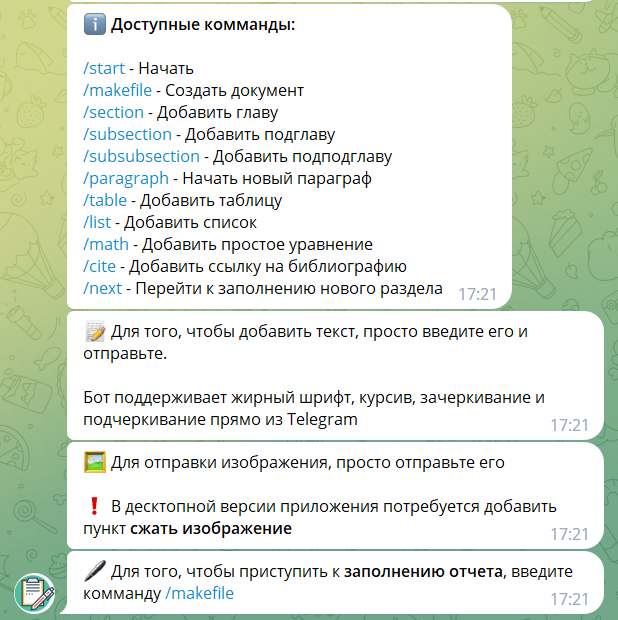 Доступные комманды:
/start - Начать
/makefile - Создать документ
/section - Добавить главу
/subsection - Добавить подглаву
/subsubsection - Добавить подподглаву
/paragraph - Начать новый параграф
/table - Добавить таблицу
/list - Добавить список
/math - Добавить простое уравнение
/cite - Добавить ссылку на библиографию
/next - Перейти к заполнению нового раздела 17:21
Для того, чтобы добавить текст, просто введите его и
отправьте.
Бот поддерживает жирный шрифт, курсив, зачеркивание и
подчеркивание прямо из Telegram 17:21
Для отправки изображения, просто отправьте его
В десктопной версии приложения потребуется добавить
пункт сжать изображение 17:21
Для того, чтобы приступить к заполнению отчета, введите
комманду /makefile 17:21